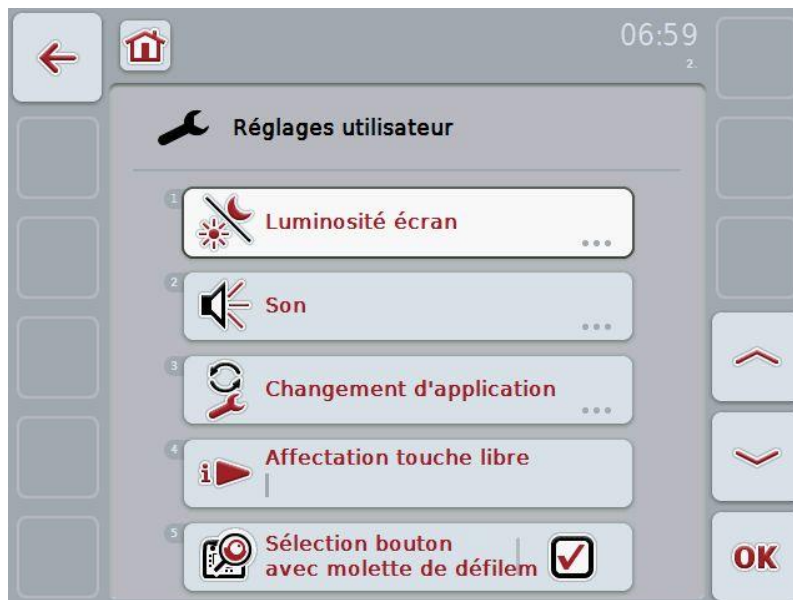 06:59
2
Réglages utilisateur
1
Luminosité écran
...
2
Son
...
3
Changement d'application
...
4
Affectation touche libre
i
5
Sélection bouton
avec molette de défilem
OK